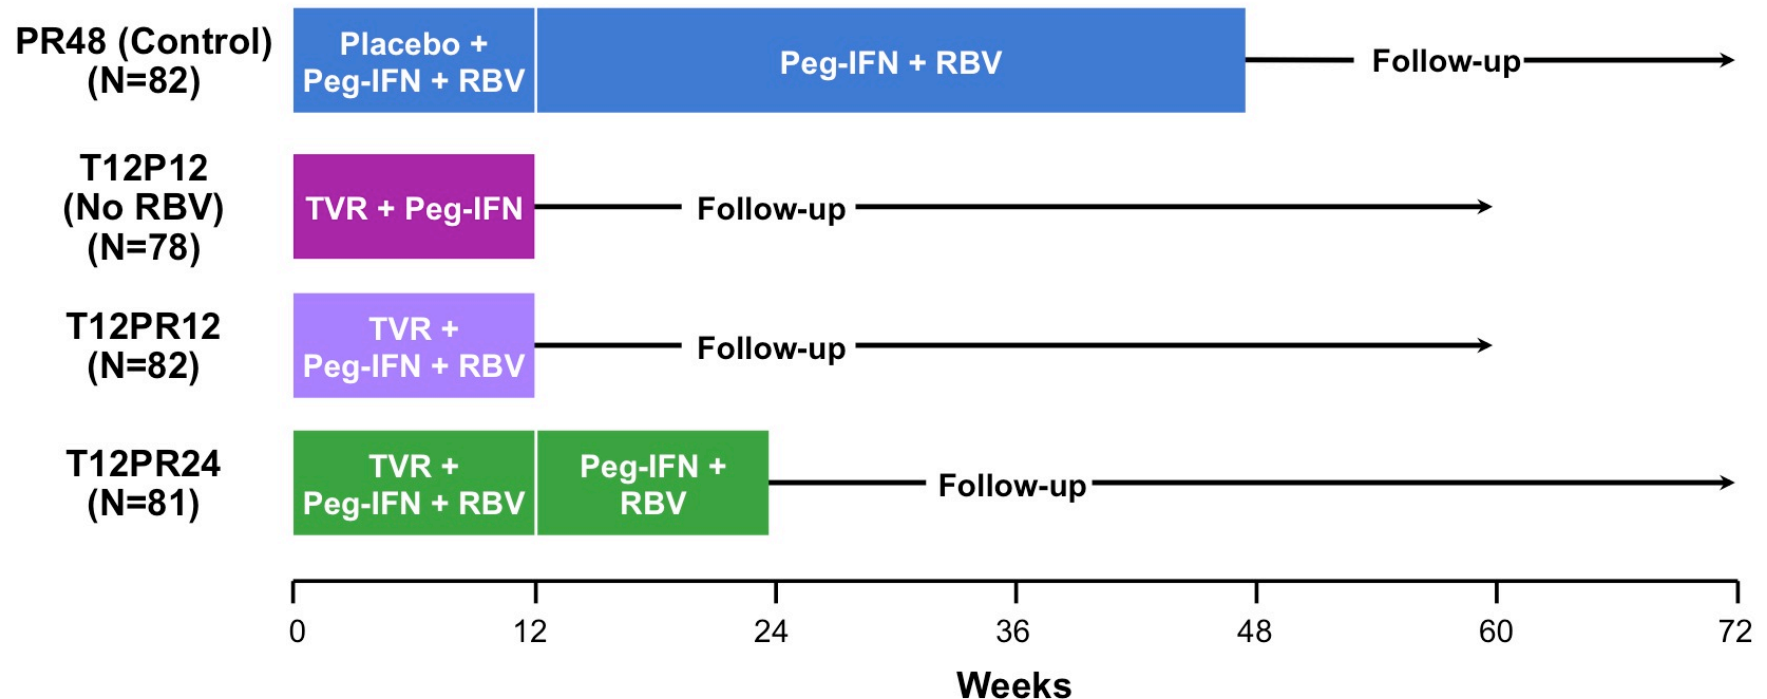 PR48 (Control)
(N=82)
Placebo +
Peg-IFN + RBV
Peg-IFN + RBV
Follow-up
T12P12
(No RBV)
(N=78)
TVR + Peg-IFN
Follow-up
T12PR12
(N=82)
TVR +
Peg-IFN + RBV
Follow-up
T12PR24
(N=81)
TVR +
Peg-IFN + RBV
Peg-IFN +
RBV
Follow-up
0 12 24 36 48 60 72
Weeks